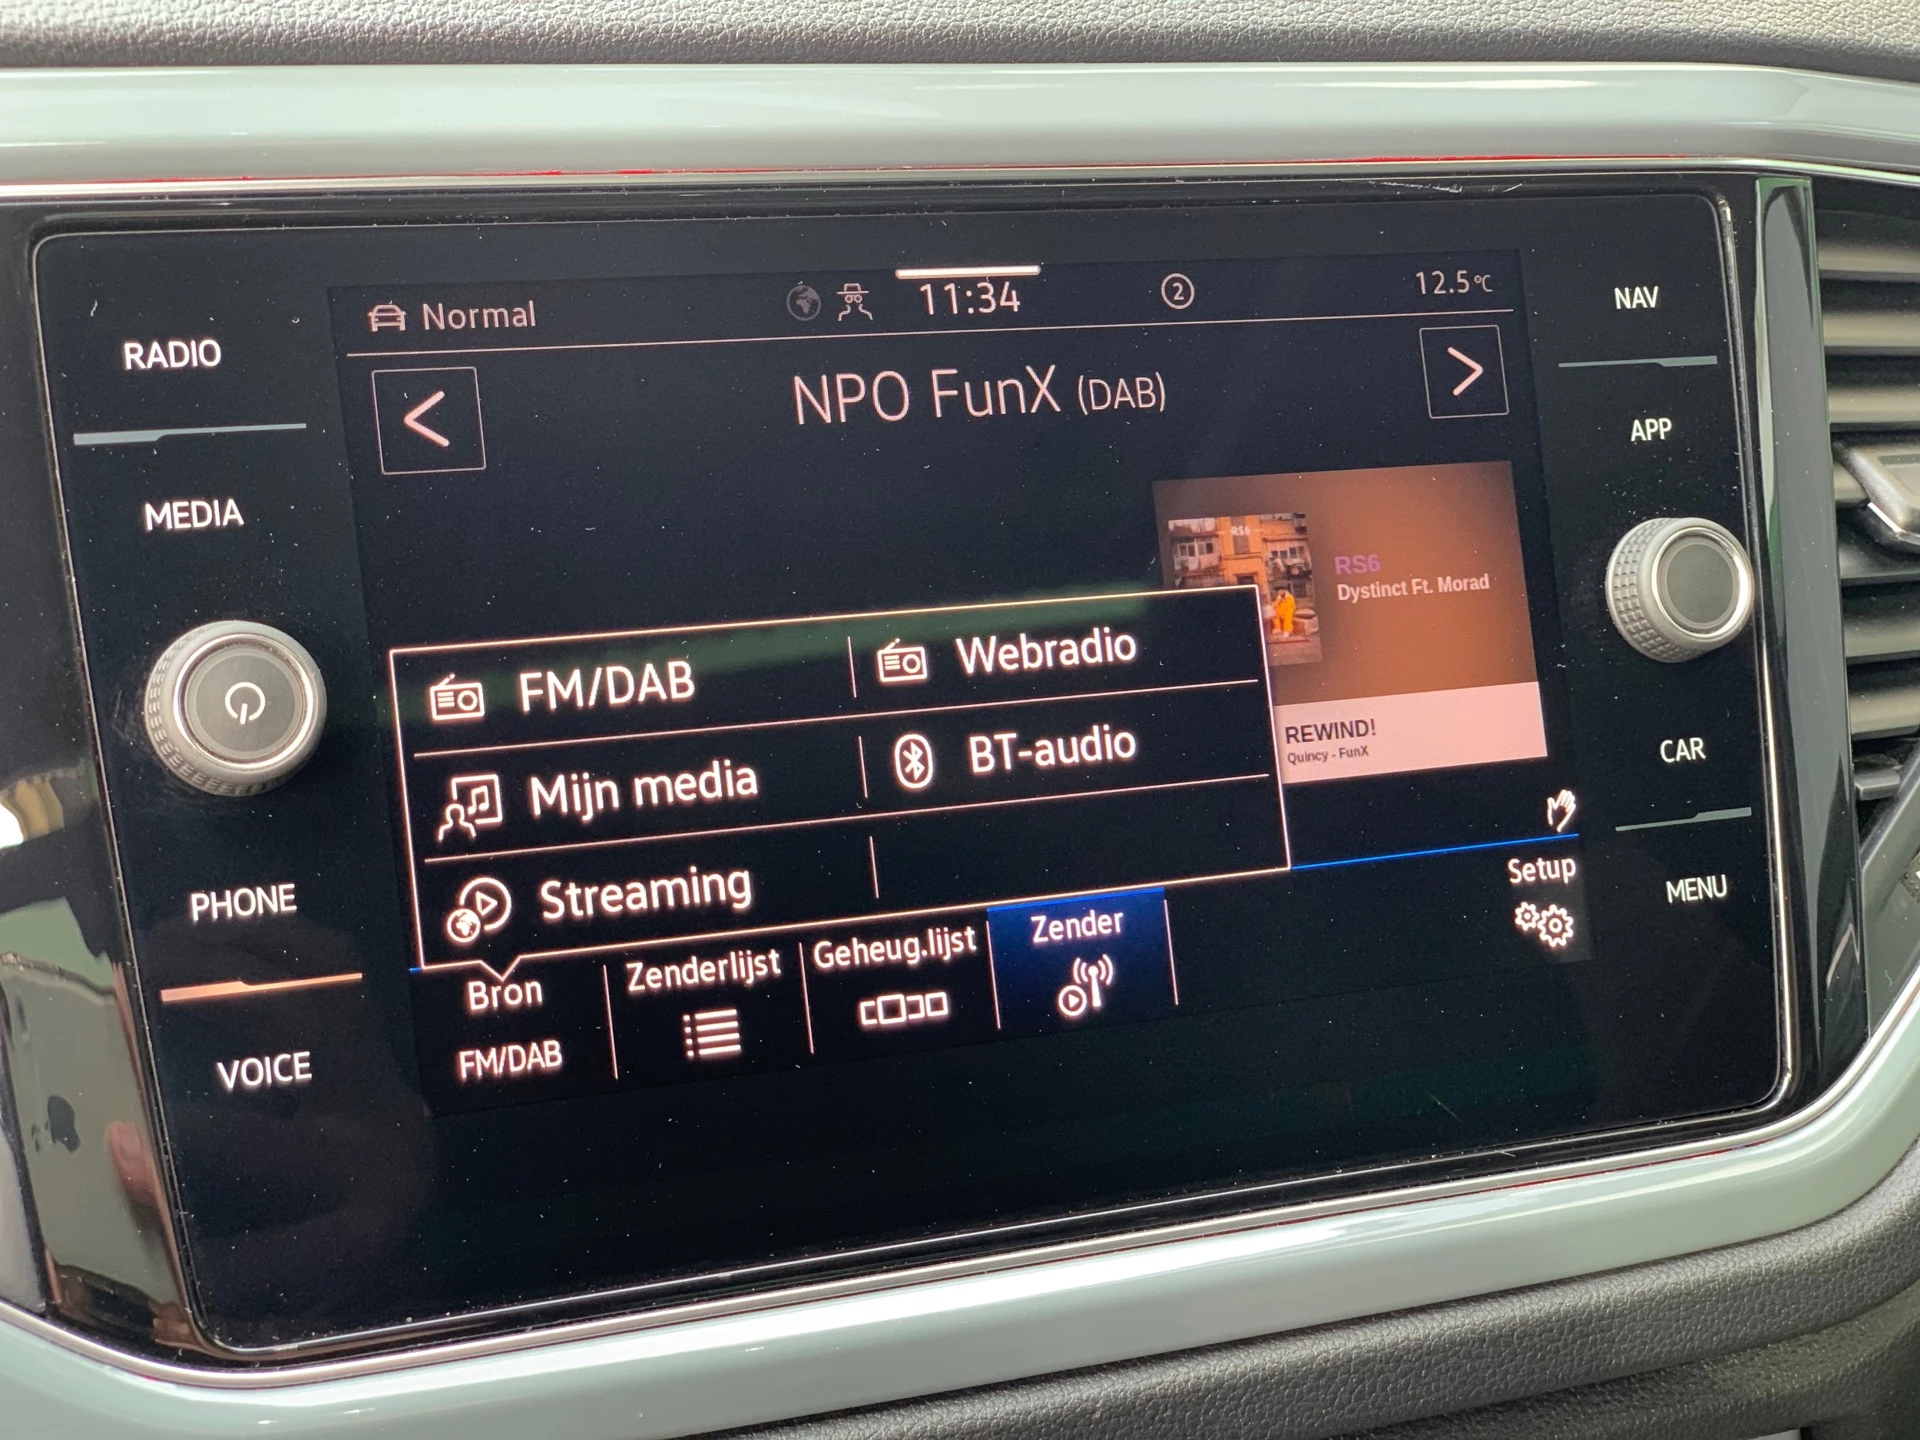 Normal
11:34
2
12.5°C
NPO FunX (DAB)
RADIO
MEDIA
PHONE
VOICE
NAV
APP
CAR
MENU
RS6
RS6
Dystinct Ft. Morad
REWIND!
Quincy - FunX
FM/DAB
Webradio
Mijn media
BT-audio
Streaming
Bron
FM/DAB
Zenderlijst
Geheug.lijst
Zender
Setup